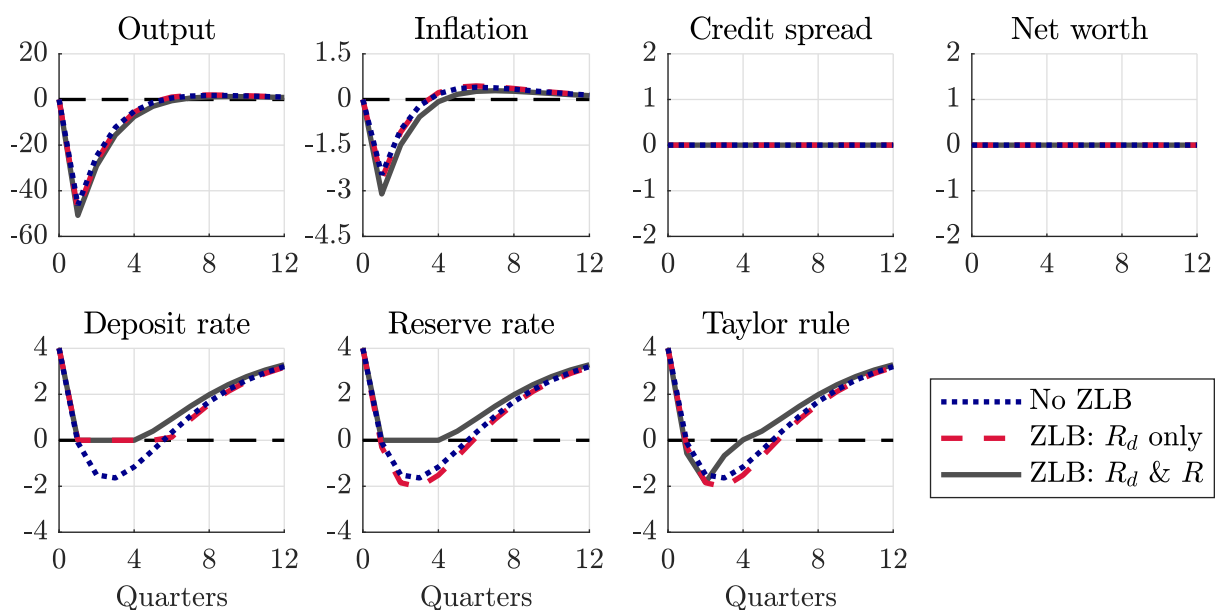 Output
Inflation
Credit spread
Net worth
20
0
-20
-40
-60
0 4 8 12
1.5
0
-1.5
-3
-4.5
0 4 8 12
2
1
0
-1
-2
0 4 8 12
2
1
0
-1
-2
0 4 8 12
Deposit rate
Reserve rate
Taylor rule
4
2
0
-2
-4
0 4 8 12
Quarters
4
2
0
-2
-4
0 4 8 12
Quarters
4
2
0
-2
-4
0 4 8 12
Quarters
No ZLB
ZLB: R_d only
ZLB: R_d & R